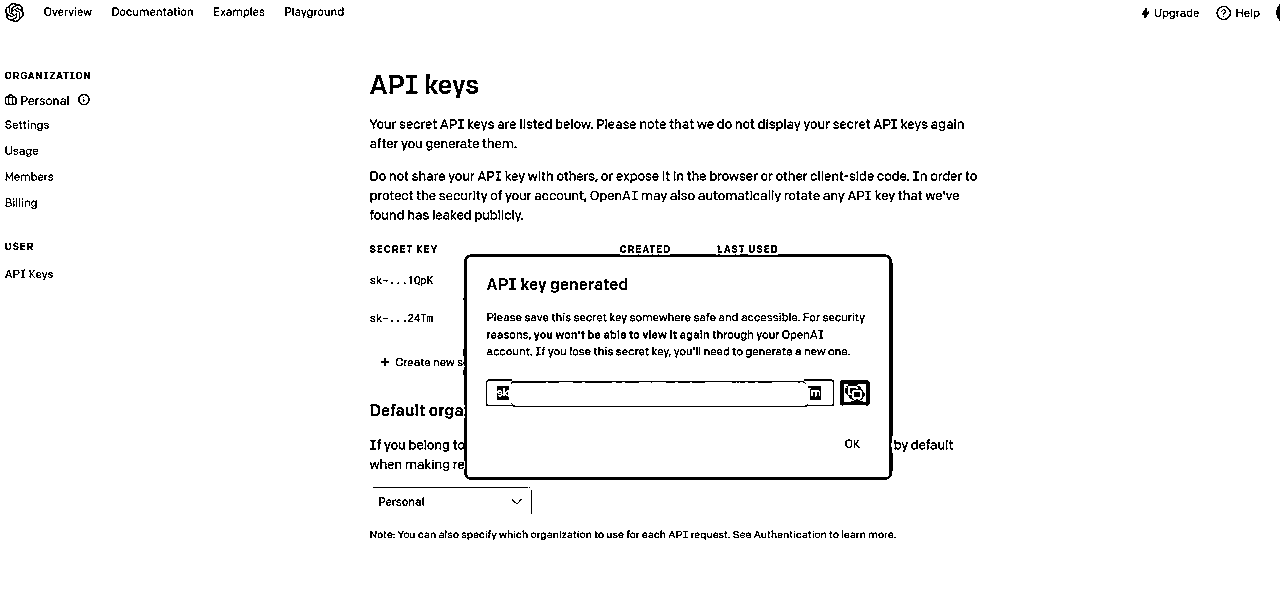 Overview Documentation Examples Playground
Upgrade Help
ORGANIZATION
Personal
Settings
Usage
Members
Billing
USER
API Keys
API keys
Your secret API keys are listed below. Please note that we do not display your secret API keys again
after you generate them.
Do not share your API key with others, or expose it in the browser or other client-side code. In order to
protect the security of your account, OpenAI may also automatically rotate any API key that we've
found has leaked publicly.
SECRET KEY CREATED LAST USED
sk-...1QpK
sk-...24Tm
+ Create new s
Default orga
If you belong to by default
when making re
Personal
Note: You can also specify which organization to use for each API request. See Authentication to learn more.
API key generated
Please save this secret key somewhere safe and accessible. For security
reasons, you won't be able to view it again through your OpenAI
account. If you lose this secret key, you'll need to generate a new one.
sk m
OK